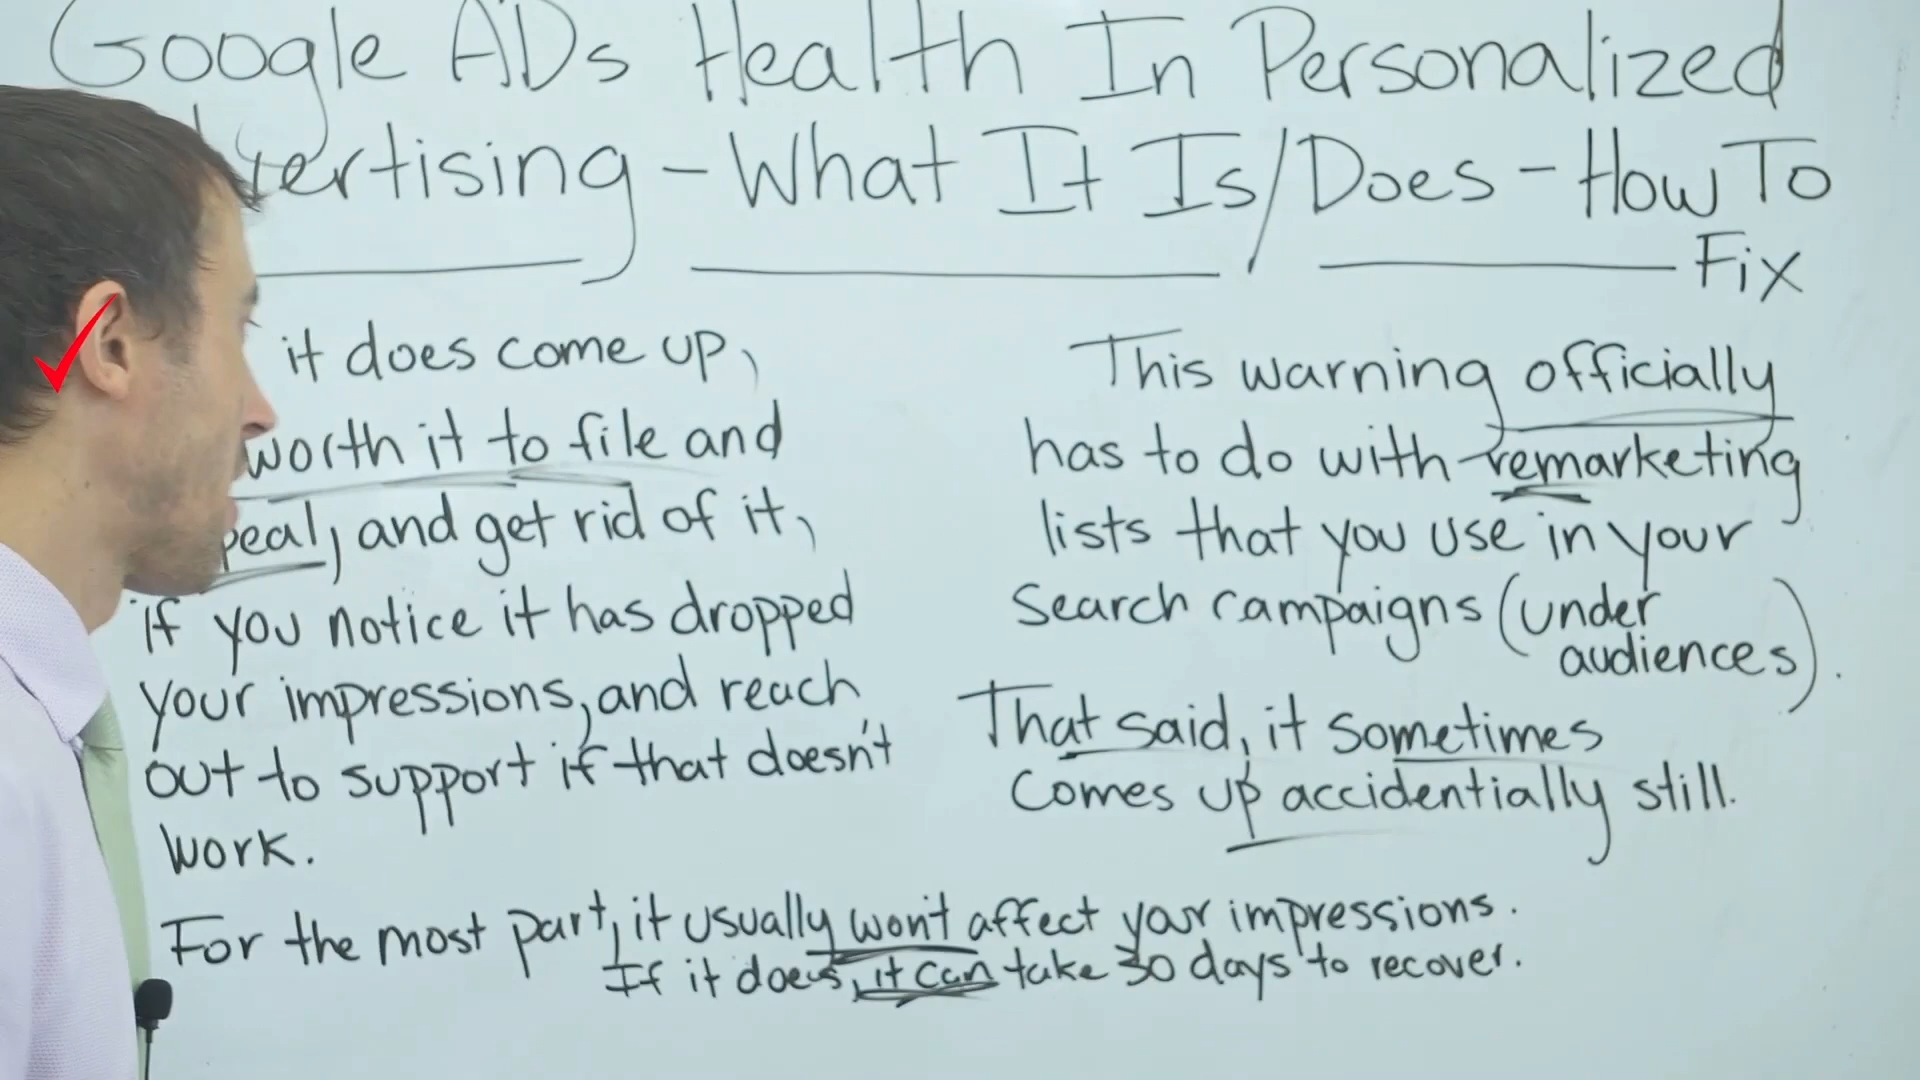 Google ADs Health In Personalized
vertising - What It Is/Does - How To
Fix
it does come up,
worth it to file and
peal, and get rid of it,
if you notice it has dropped
your impressions, and reach
out to support if that doesn't
work.
This warning officially
has to do with remarketing
lists that you use in your
Search campaigns (under
audiences).
That said, it sometimes
comes up accidentially still.
For the most part, it usually won't affect your impressions.
If it does, it can take 30 days to recover.